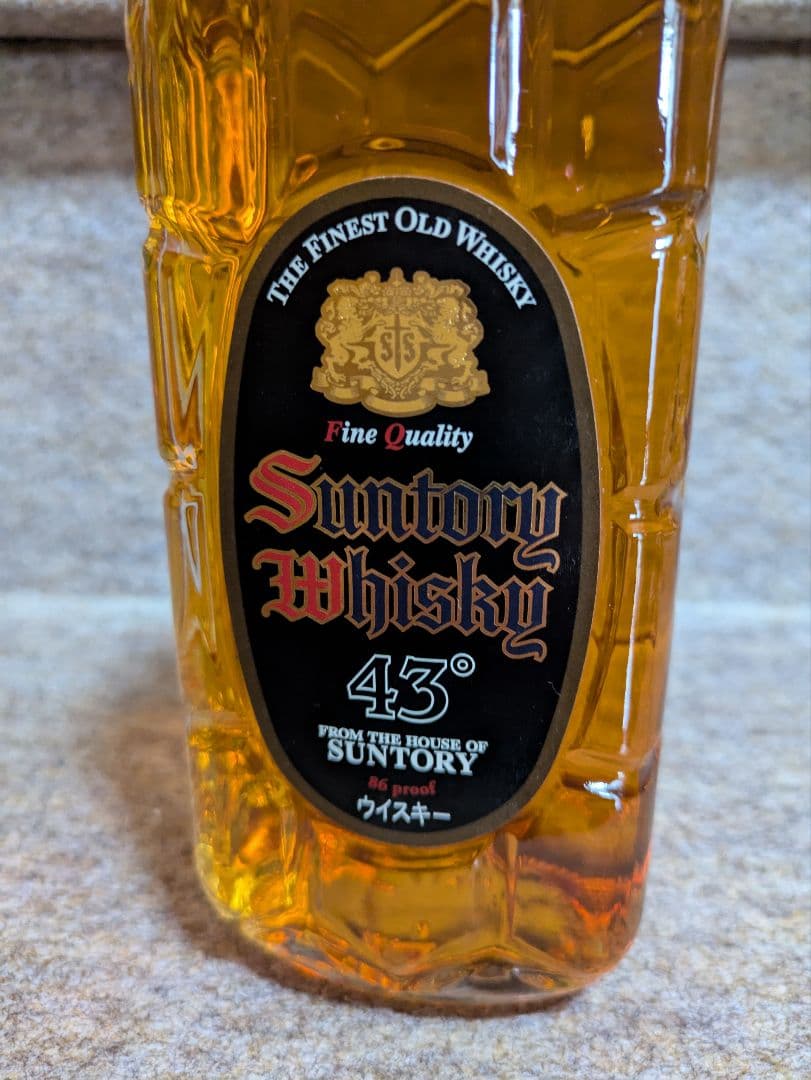 THE FINEST OLD WHISKY
S S
Fine Quality
Suntory
Whisky
43°
FROM THE HOUSE OF
SUNTORY
86 proof
ウイスキー